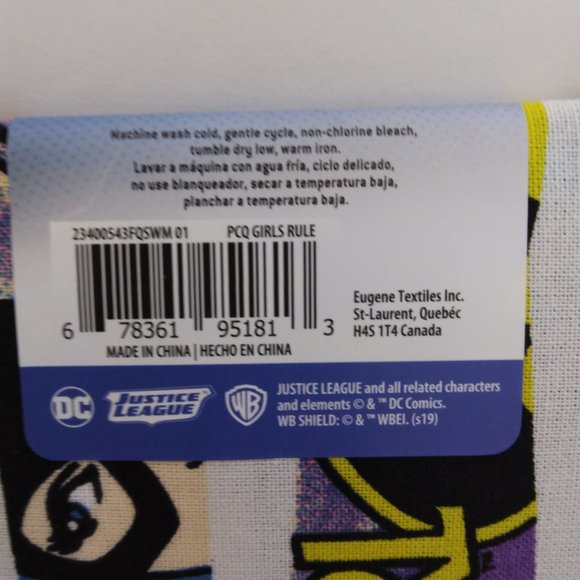 Machine wash cold, gentle cycle, non-chlorine bleach,
tumble dry low, warm iron.
Lavar a máquina con agua fría, ciclo delicado,
no use blanqueador, secar a temperatura baja,
planchar a temperatura baja.
23400543FQSWM 01 PCQ GIRLS RULE
6 78361 95181 3
MADE IN CHINA | HECHO EN CHINA
Eugene Textiles Inc.
St-Laurent, Quebéc
H4S 1T4 Canada
DC
JUSTICE
LEAGUE
WB
JUSTICE LEAGUE and all related characters
and elements © & ™ DC Comics.
WB SHIELD: © & ™ WBEI. (s19)